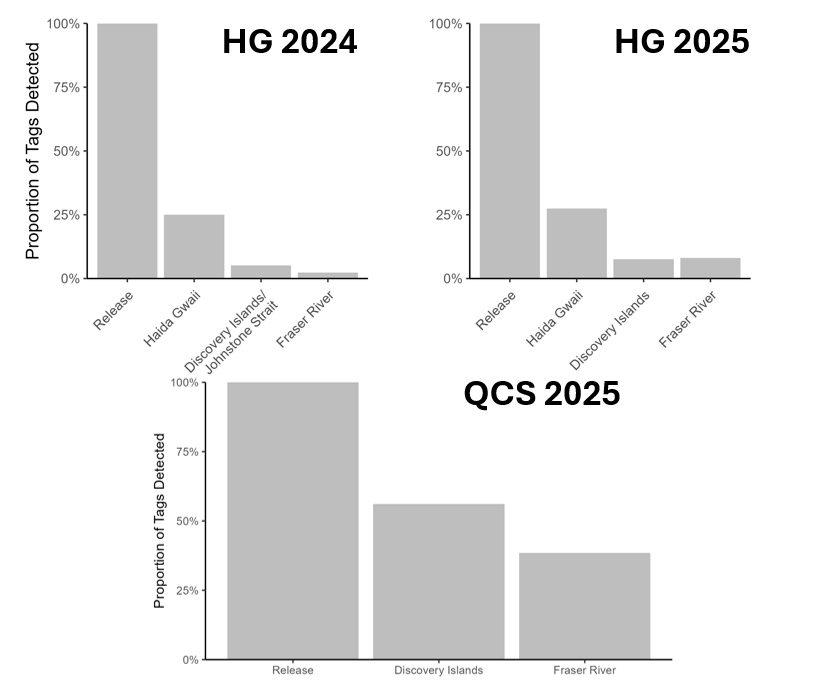 HG 2024
Proportion of Tags Detected
100%
75%
50%
25%
0%
Release
Haida Gwaii
Discovery Islands/
Johnstone Strait
Fraser River
HG 2025
100%
75%
50%
25%
0%
Release
Haida Gwaii
Discovery Islands
Fraser River
QCS 2025
Proportion of Tags Detected
100%
75%
50%
25%
0%
Release
Discovery Islands
Fraser River